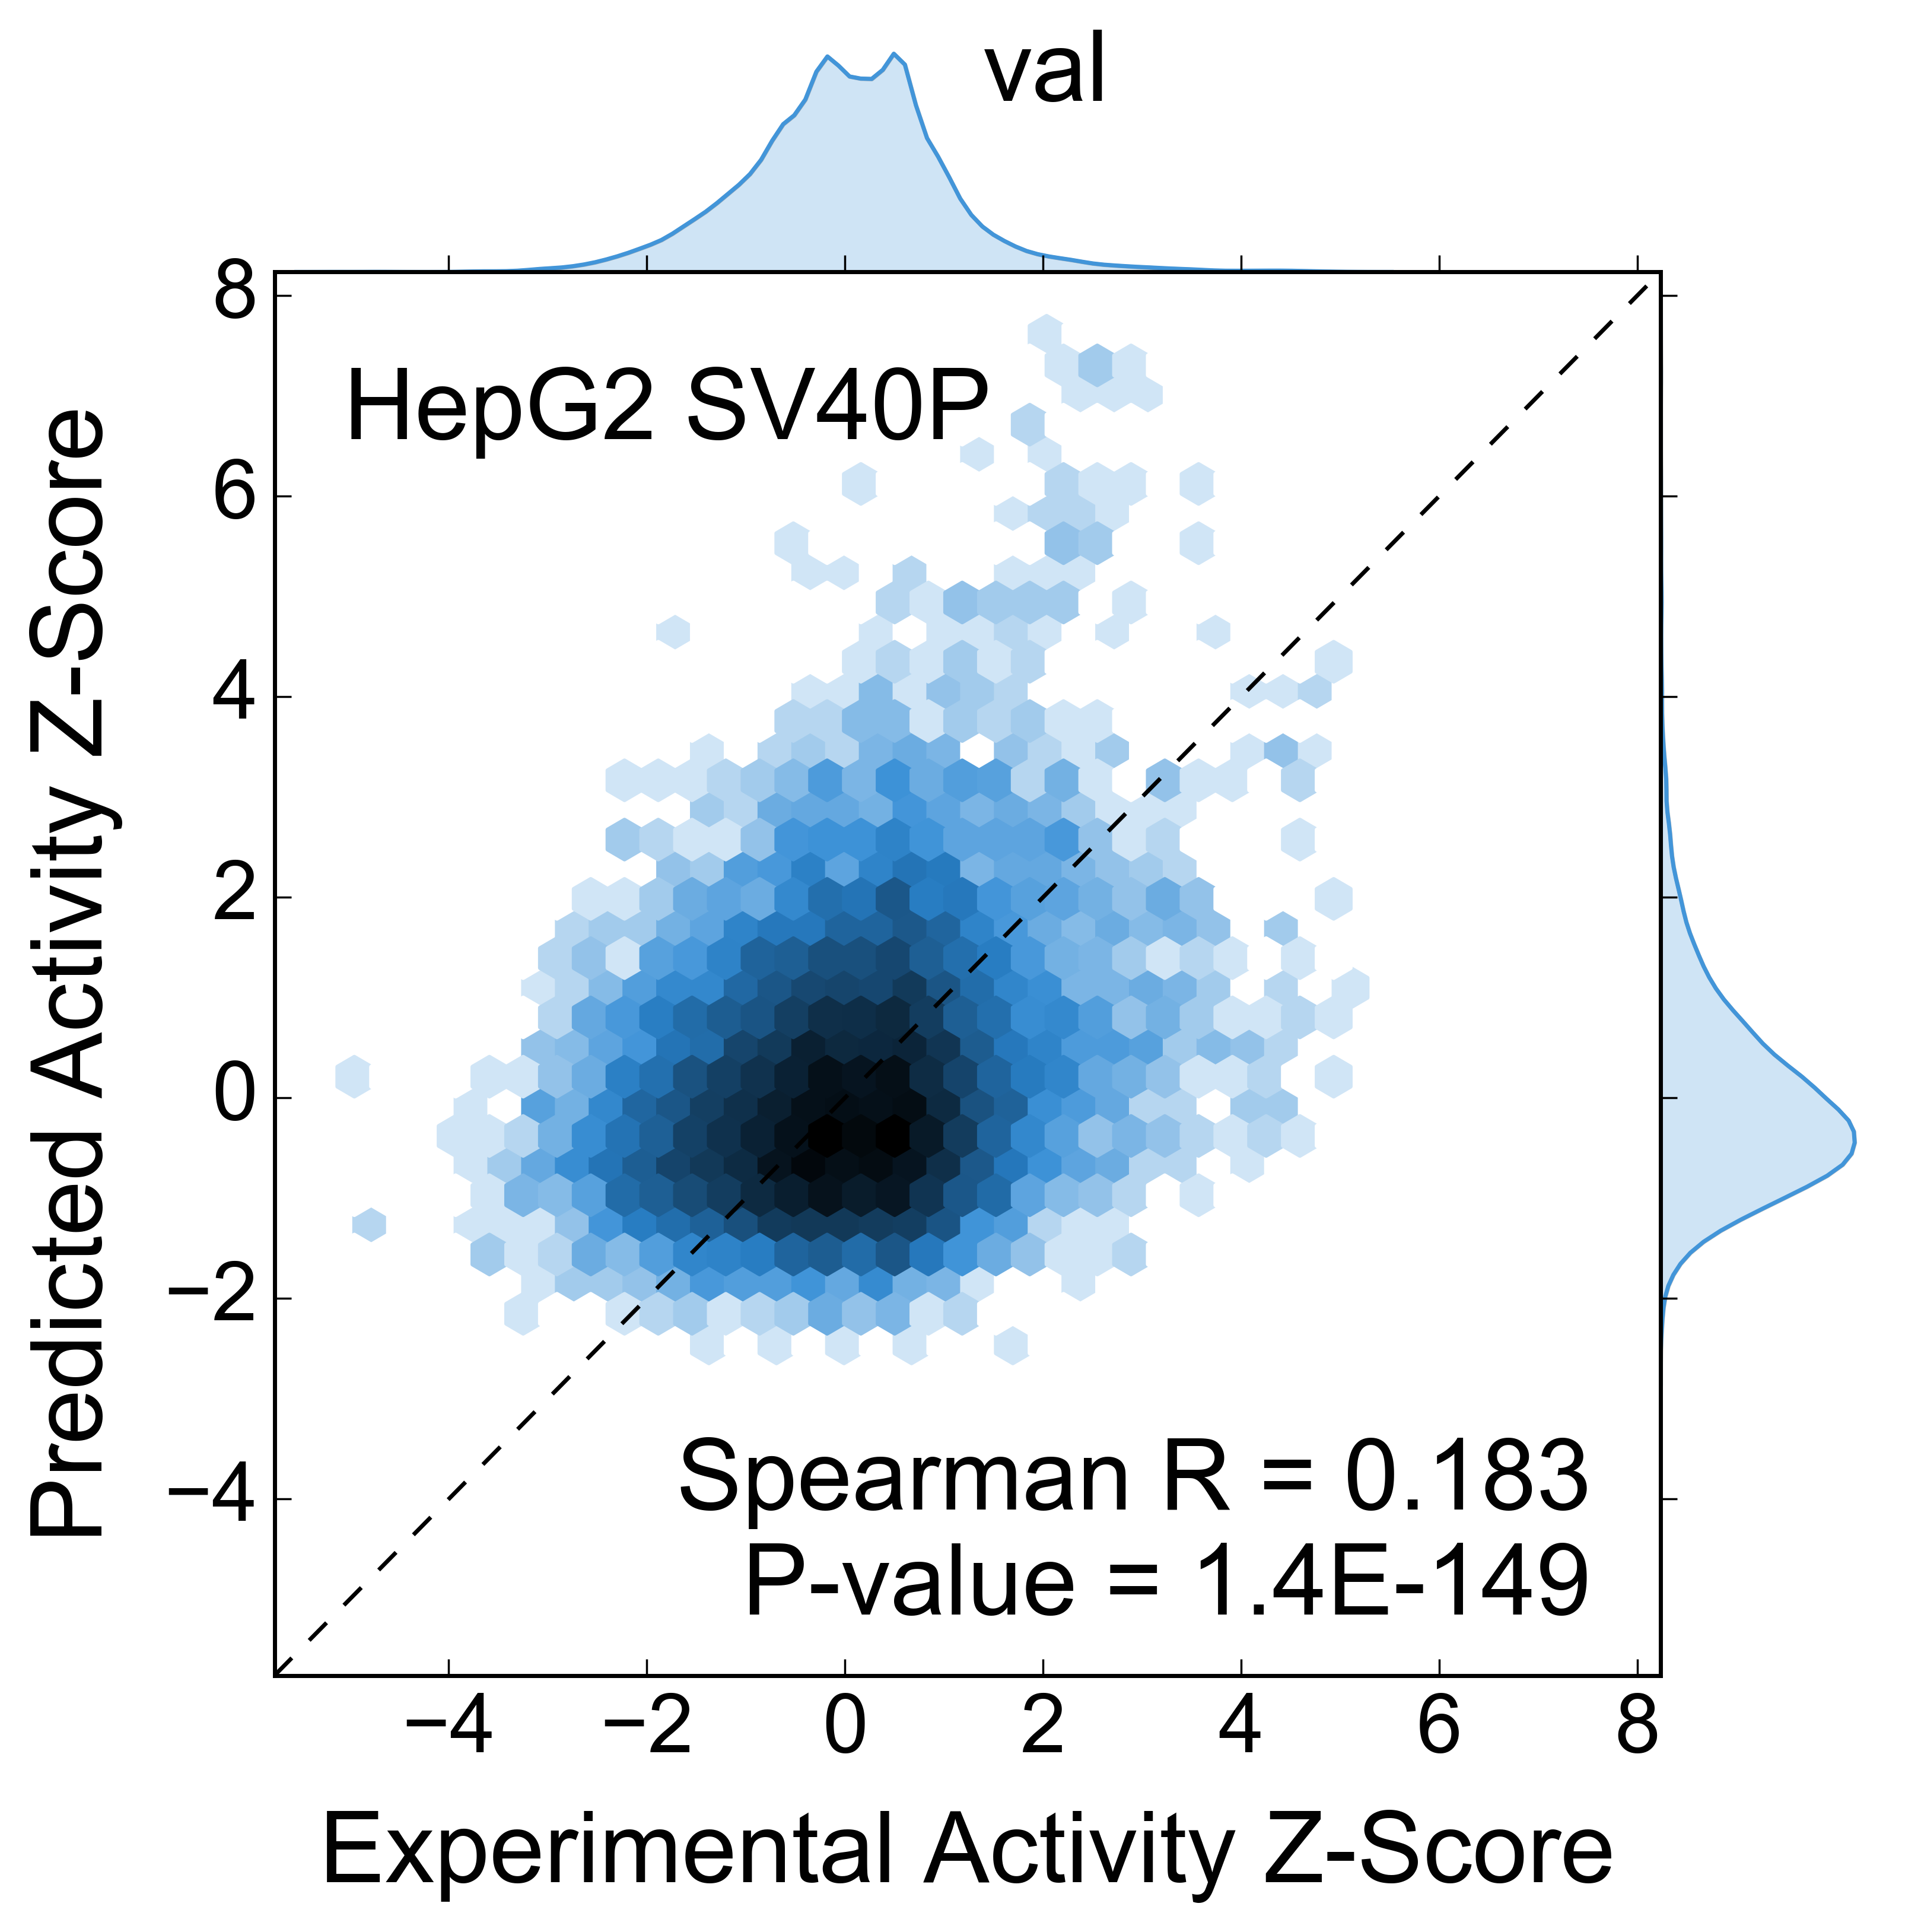 val
HepG2 SV40P
Spearman R = 0.183
P-value = 1.4E-149
Predicted Activity Z-Score
8
6
4
2
0
−2
−4
−4 −2 0 2 4 6 8
Experimental Activity Z-Score